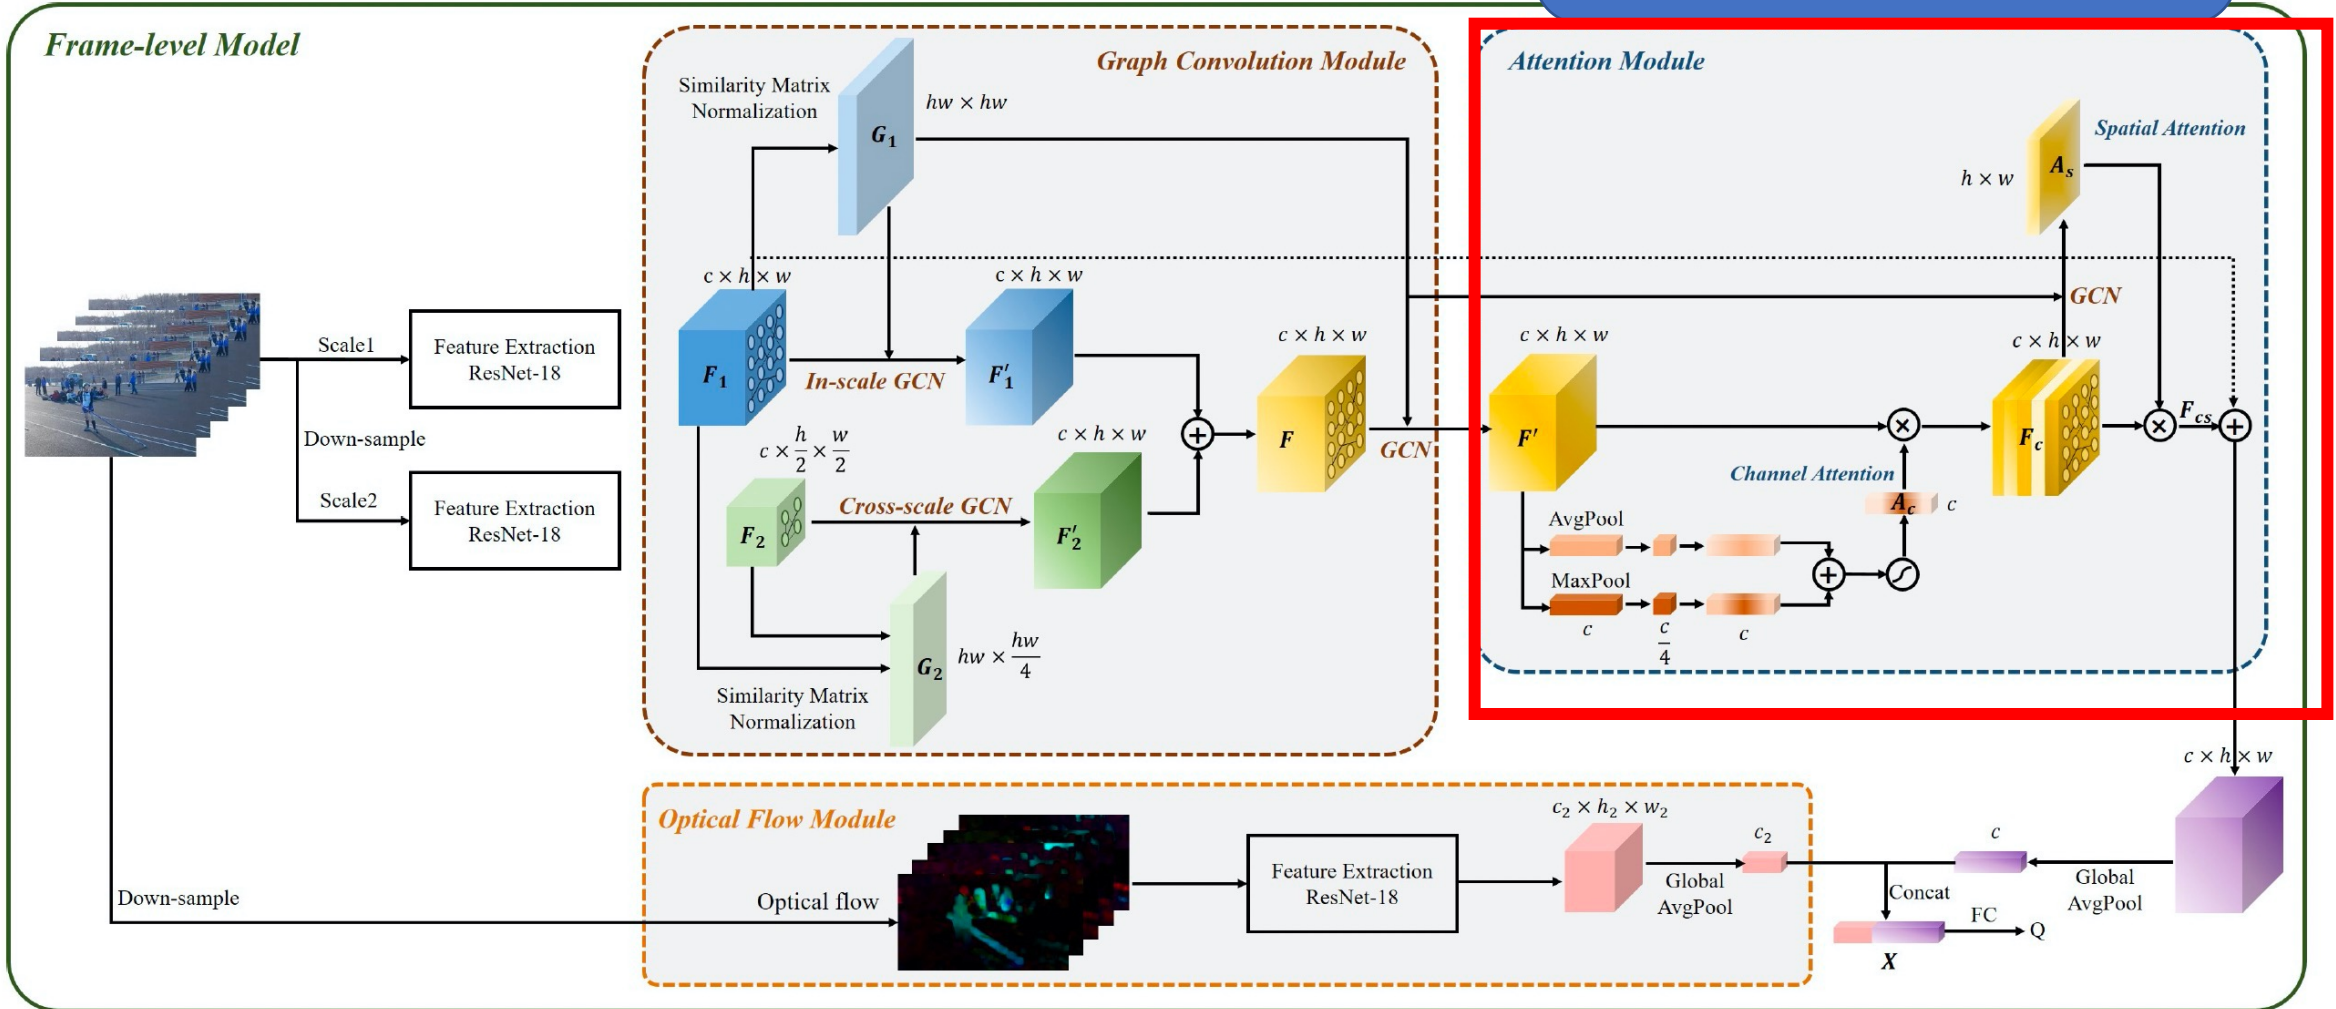 Frame-level Model
Graph Convolution Module
Attention Module
Similarity Matrix
Normalization
G₁
hw × hw
Spatial Attention
Aₛ
h × w
c × h × w
c × h × w
GCN
Scale1
Feature Extraction
ResNet-18
F₁
In-scale GCN
F′₁
c × h × w
F
GCN
c × h × w
F′
c × h × w
F_c
F_cs
Down-sample
Scale2
Feature Extraction
ResNet-18
c × h/2 × w/2
F₂
Cross-scale GCN
c × h × w
F′₂
Channel Attention
A_c
c
AvgPool
MaxPool
c
c/4
c
G₂
hw × hw/4
Similarity Matrix
Normalization
c × h × w
Optical Flow Module
Down-sample
Optical flow
Feature Extraction
ResNet-18
c₂ × h₂ × w₂
Global
AvgPool
c₂
c
Global
AvgPool
Concat
FC
Q
X